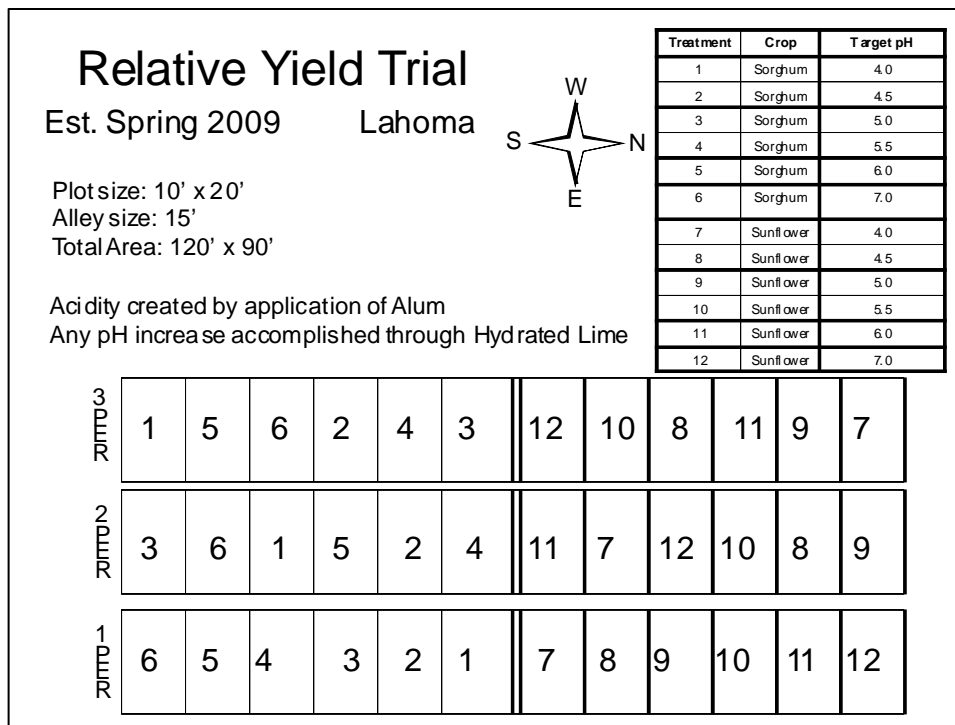 Relative Yield Trial
Est. Spring 2009 Lahoma
Plot size: 10’ x 20’
Alley size: 15’
Total Area: 120’ x 90’
Acidity created by application of Alum
Any pH increase accomplished through Hydrated Lime
W
S N
E
Treatment Crop Target pH
1 Sorghum 4.0
2 Sorghum 4.5
3 Sorghum 5.0
4 Sorghum 5.5
5 Sorghum 6.0
6 Sorghum 7.0
7 Sunflower 4.0
8 Sunflower 4.5
9 Sunflower 5.0
10 Sunflower 5.5
11 Sunflower 6.0
12 Sunflower 7.0
3 PER 1 5 6 2 4 3 12 10 8 11 9 7
2 PER 3 6 1 5 2 4 11 7 12 10 8 9
1 PER 6 5 4 3 2 1 7 8 9 10 11 12